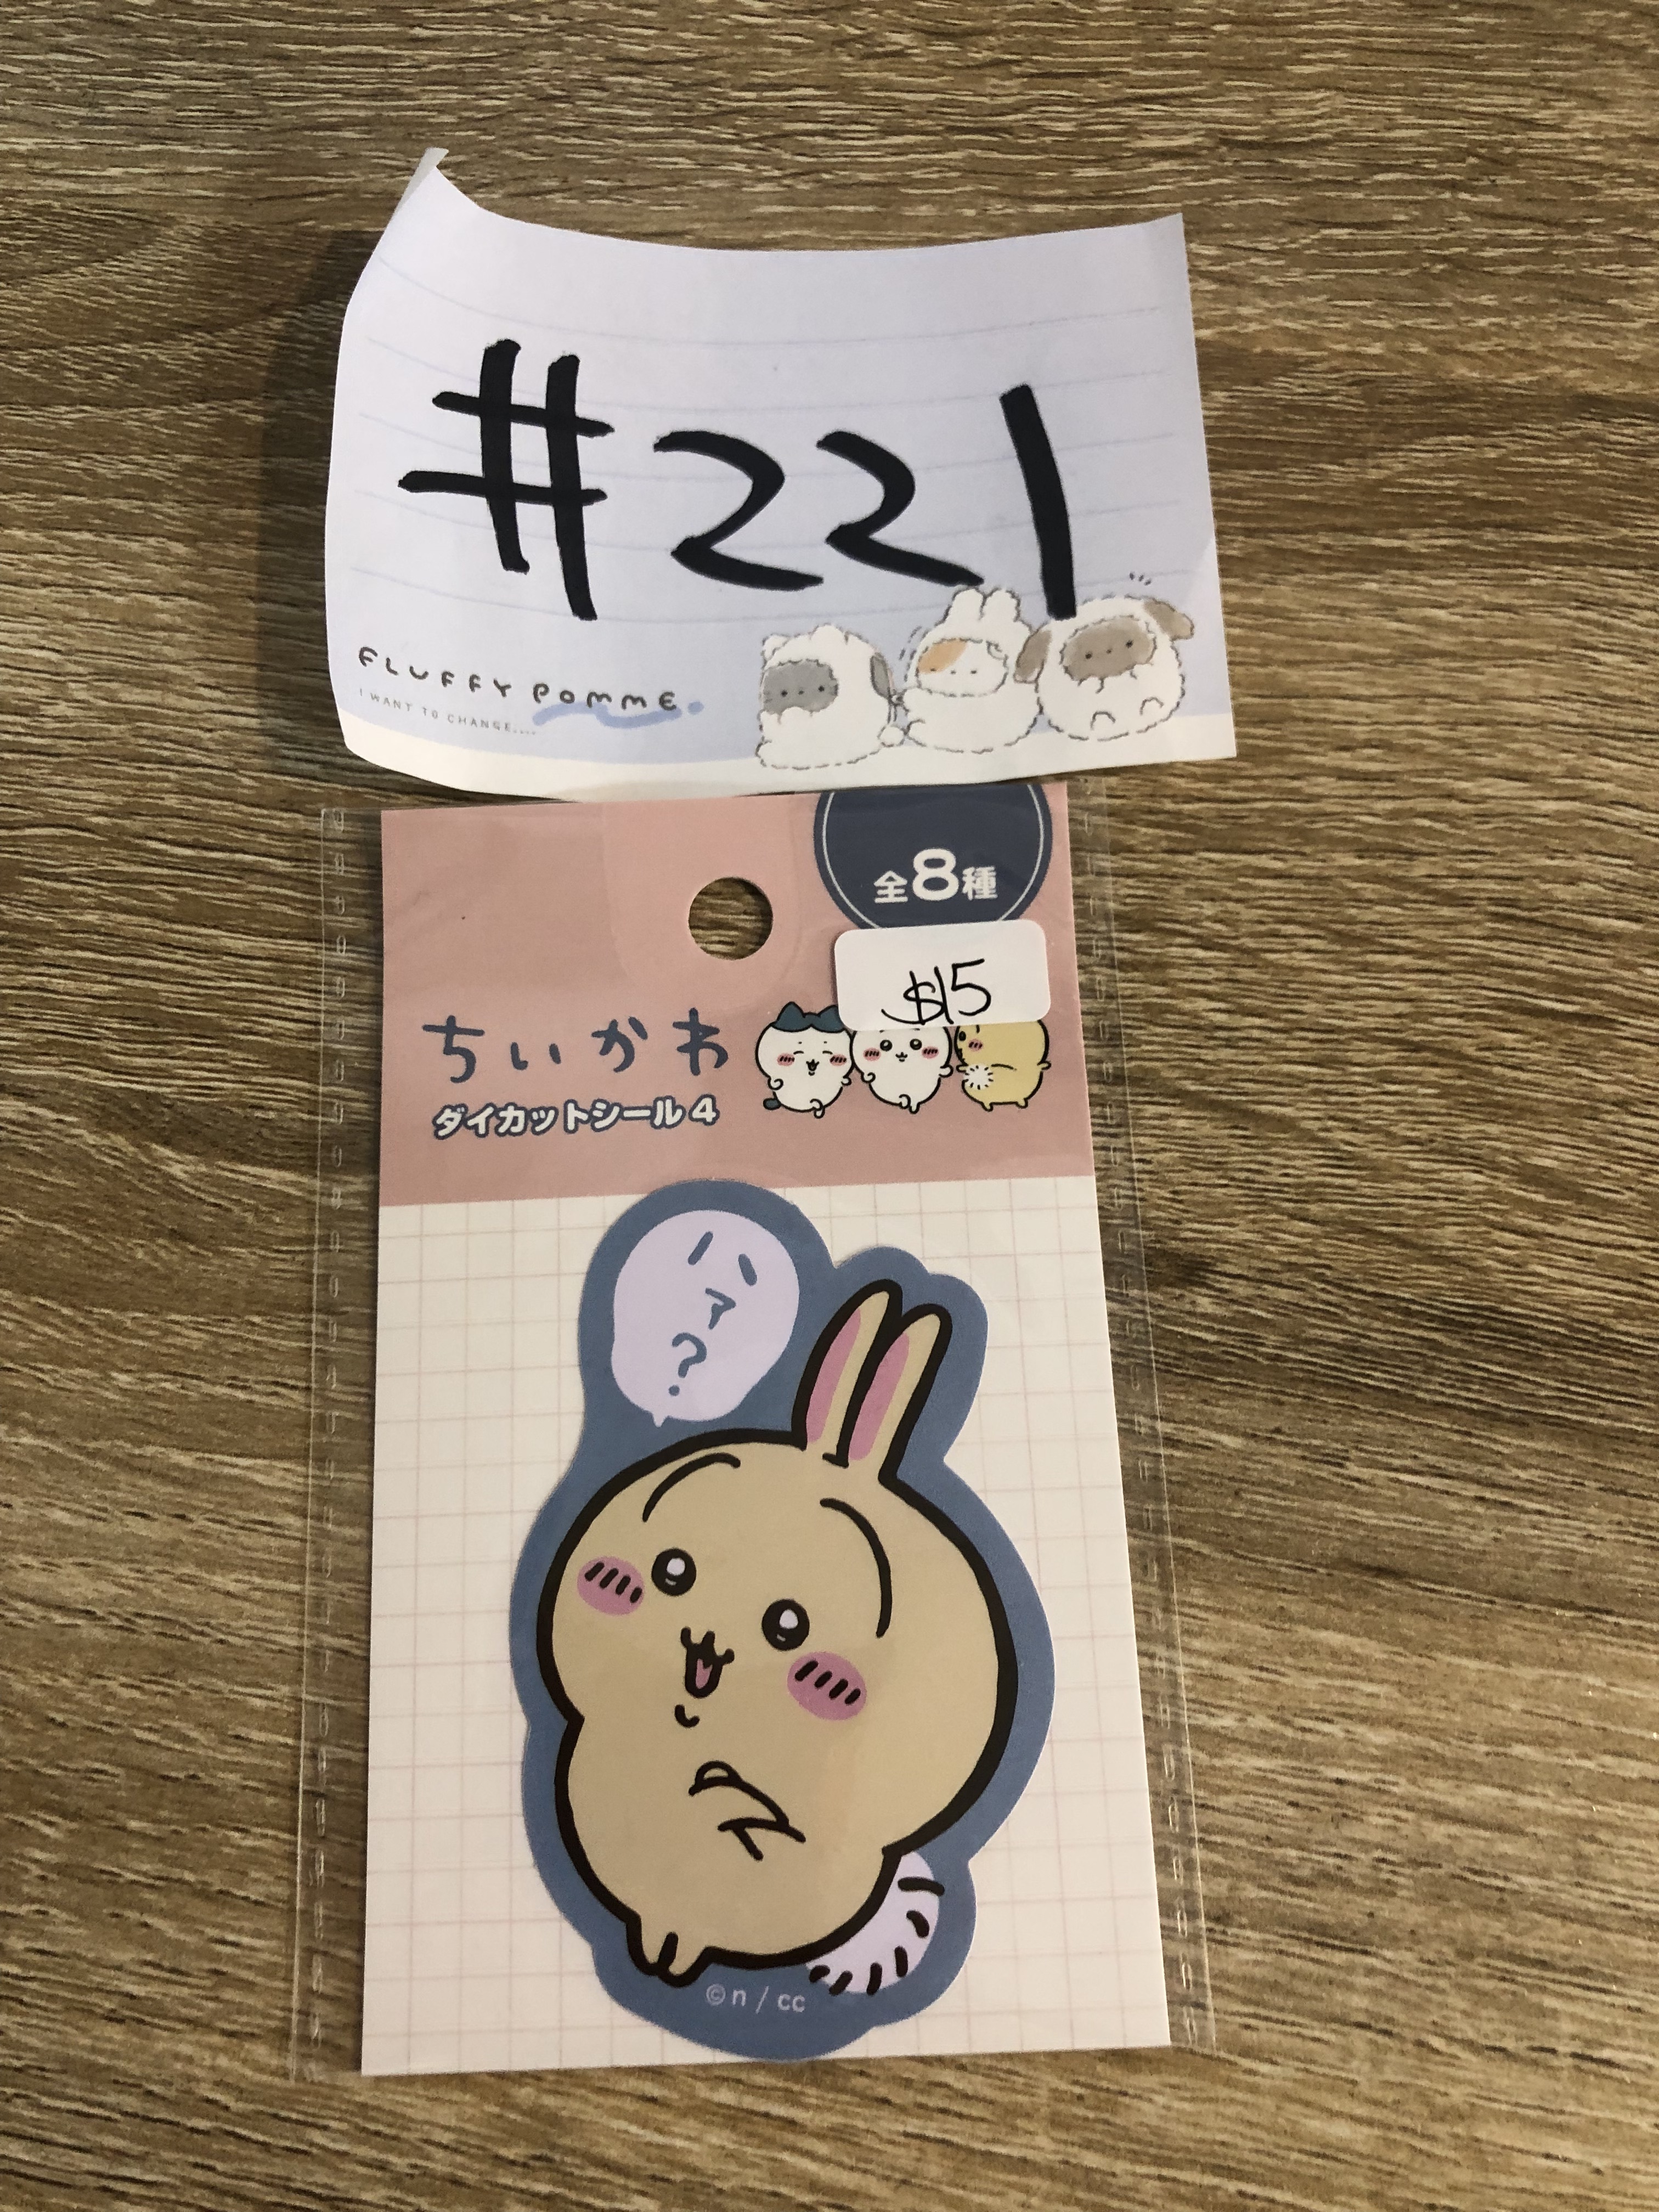 #221
FLUFFY POMME.
I WANT TO CHANGE....
全8種
$15
ちいかわ
ダイカットシール4
ハァ?
©n / cc